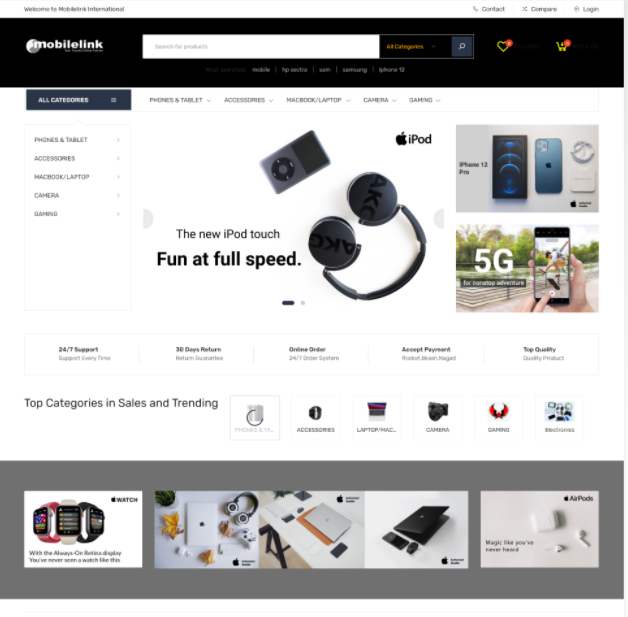 Welcome to Mobilelink International
Contact
Compare
Login
mobilelink
Search for products
All Categories
Most searched: mobile | hp sectra | sam | samsung | iphone 12
ALL CATEGORIES
PHONES & TABLET
ACCESSORIES
MACBOOK/LAPTOP
CAMERA
GAMING
PHONES & TABLET
ACCESSORIES
MACBOOK/LAPTOP
CAMERA
GAMING
iPod
AKG
AKG
The new iPod touch
Fun at full speed.
iPhone 12
Pro
5G
for nonstop adventure
24/7 Support
Support Every Time
30 Days Return
Return Guarantee
Online Order
24/7 Order System
Accept Payment
Rocket,Bkash,Nagad
Top Quality
Quality Product
Top Categories in Sales and Trending
PHONES & TA...
ACCESSORIES
LAPTOP/MAC...
CAMERA
GAMING
Electronics
WATCH
With the Always-On Retina display
You've never seen a watch like this
AirPods
Magic like you've
never heard